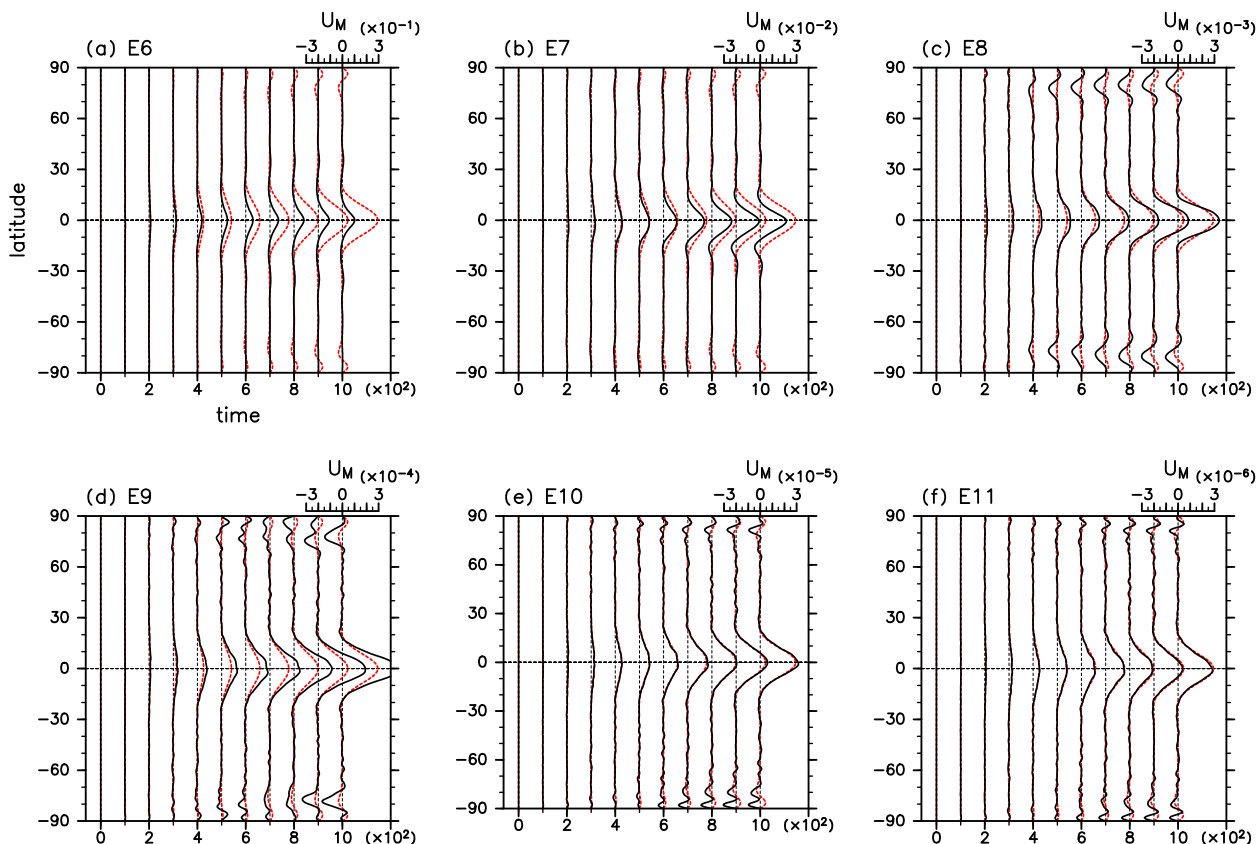 U_M (×10⁻¹) U_M (×10⁻²) U_M (×10⁻³)
(a) E6 −3 0 3 (b) E7 −3 0 3 (c) E8 −3 0 3
90 90 90
60 60 60
30 30 30
latitude 0 0 0
−30 −30 −30
−60 −60 −60
−90 −90 −90
0 2 4 6 8 10 (×10²) 0 2 4 6 8 10 (×10²) 0 2 4 6 8 10 (×10²)
time
U_M (×10⁻⁴) U_M (×10⁻⁵) U_M (×10⁻⁶)
(d) E9 −3 0 3 (e) E10 −3 0 3 (f) E11 −3 0 3
90 90 90
60 60 60
30 30 30
0 0 0
−30 −30 −30
−60 −60 −60
−90 −90 −90
0 2 4 6 8 10 (×10²) 0 2 4 6 8 10 (×10²) 0 2 4 6 8 10 (×10²)